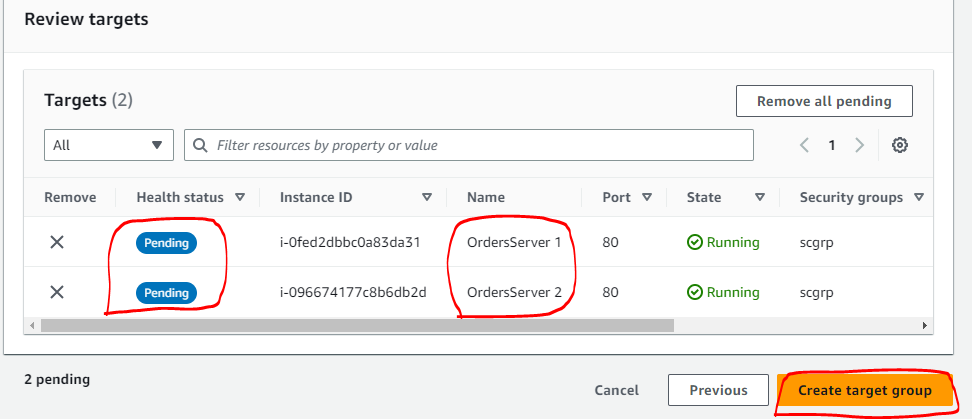 Review targets
Targets (2)
Remove all pending
All
Filter resources by property or value
1
Remove Health status Instance ID Name Port State Security groups
Pending i-0fed2dbbc0a83da31 OrdersServer 1 80 Running scgrp
Pending i-096674177c8b6db2d OrdersServer 2 80 Running scgrp
2 pending
Cancel Previous Create target group